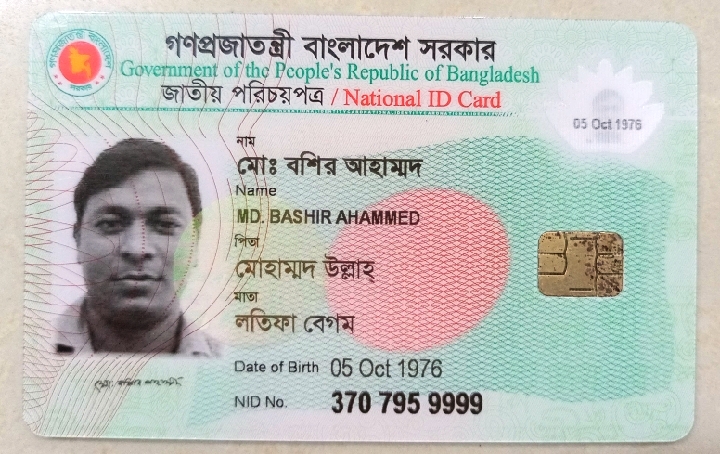 গণপ্রজাতন্ত্রী বাংলাদেশ সরকার
Government of the People's Republic of Bangladesh
জাতীয় পরিচয়পত্র / National ID Card
05 Oct 1976
নাম
মোঃ বশির আহাম্মদ
Name
MD. BASHIR AHAMMED
পিতা
মোহাম্মদ উল্লাহ্
মাতা
লতিফা বেগম
Date of Birth 05 Oct 1976
NID No. 370 795 9999